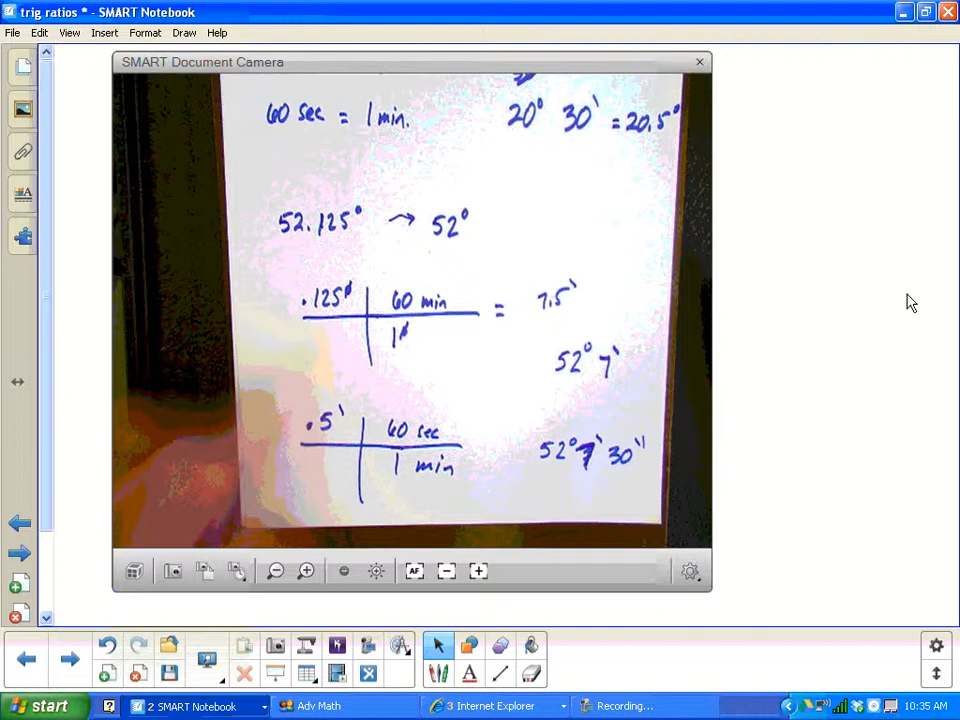 trig ratios * - SMART Notebook
File Edit View Insert Format Draw Help
SMART Document Camera
60 sec = 1 min. 20° 30' = 20.5°
52.125° → 52°
.125° 60 min = 7.5'
1°
52° 7'
.5' 60 sec
1 min
52° 7' 30''
AF
start
2 SMART Notebook
Adv Math
3 Internet Explorer
Recording...
10:35 AM